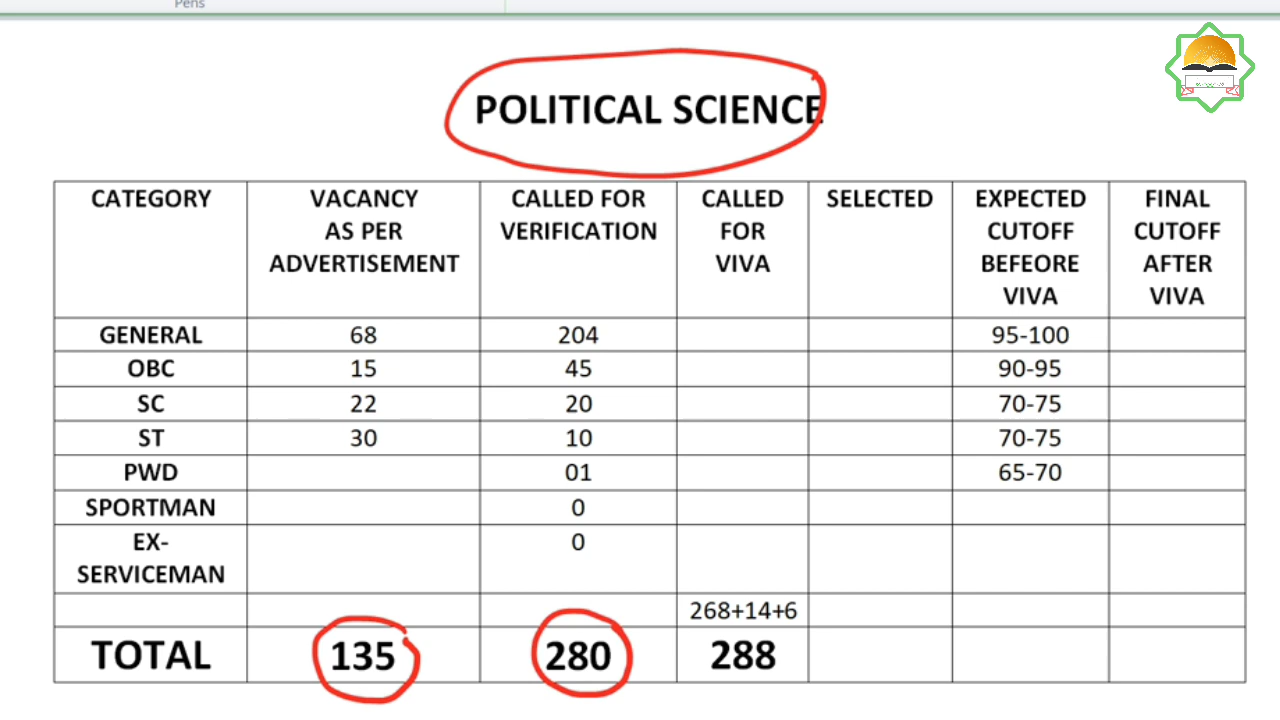 Pens
POLITICAL SCIENCE
CATEGORY VACANCY AS PER ADVERTISEMENT CALLED FOR VERIFICATION CALLED FOR VIVA SELECTED EXPECTED CUTOFF BEFEORE VIVA FINAL CUTOFF AFTER VIVA
GENERAL 68 204 95-100
OBC 15 45 90-95
SC 22 20 70-75
ST 30 10 70-75
PWD 01 65-70
SPORTMAN 0
EX-SERVICEMAN 0
268+14+6
TOTAL 135 280 288